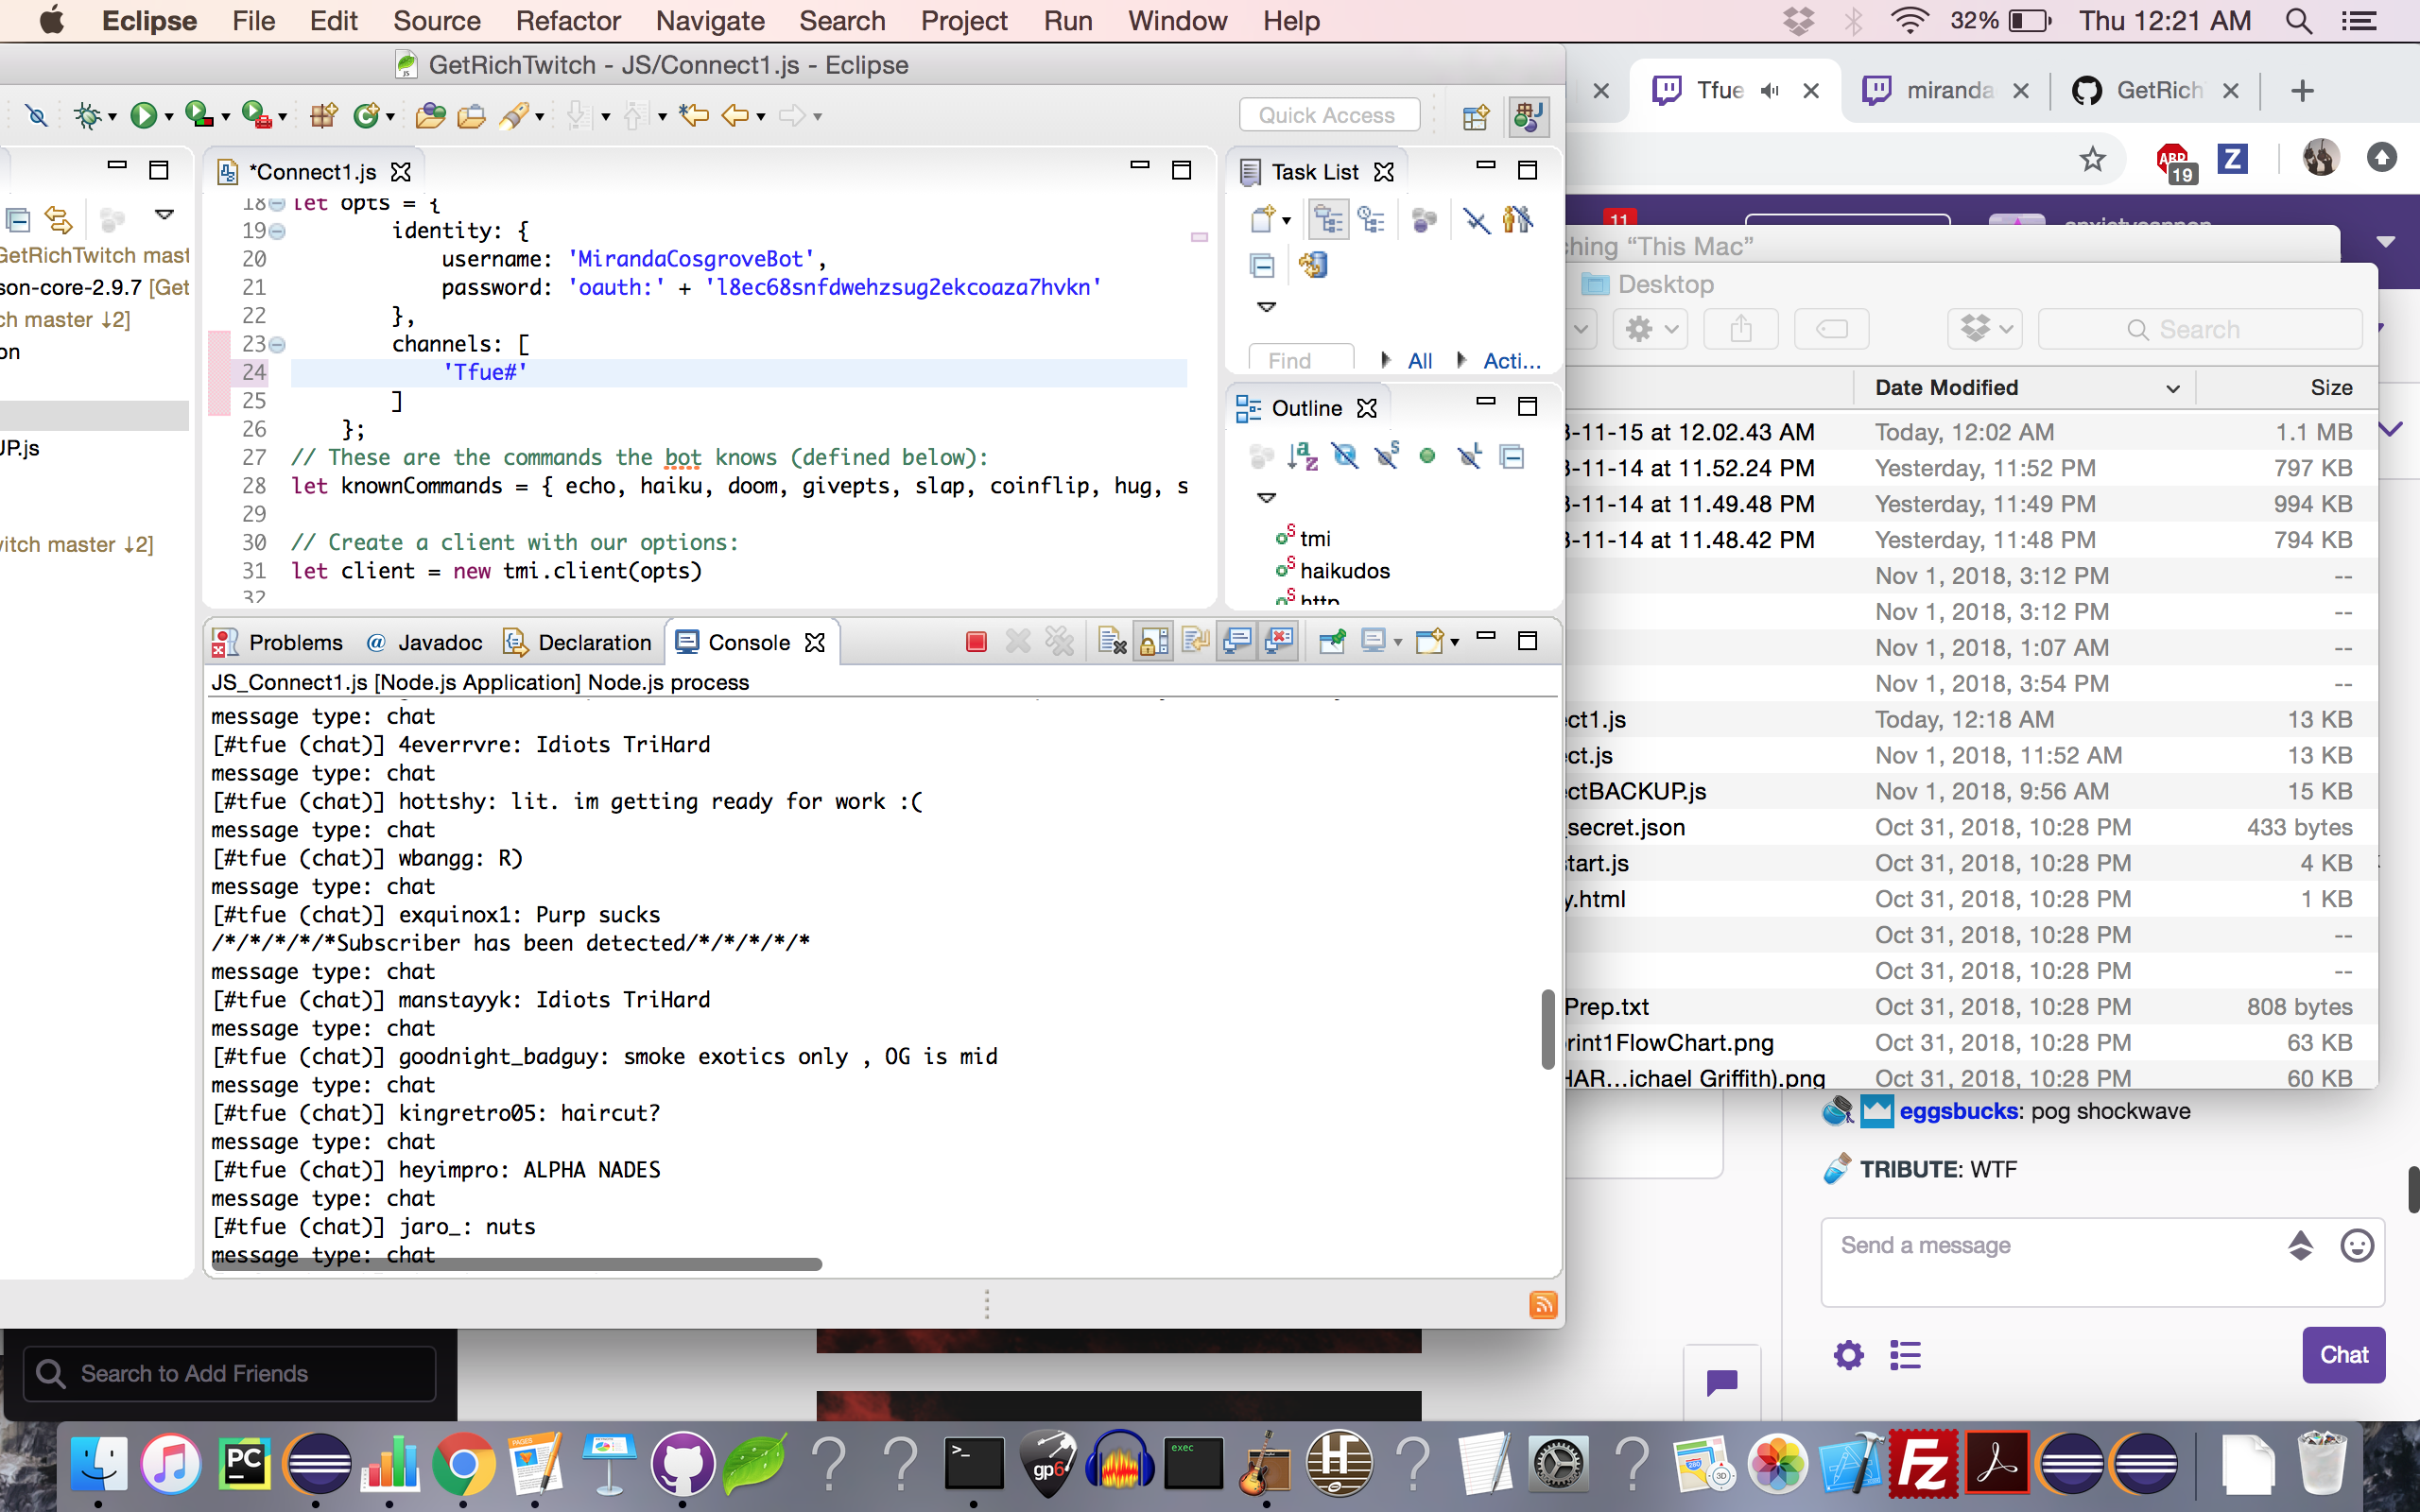 Eclipse File Edit Source Refactor Navigate Search Project Run Window Help 32% Thu 12:21 AM
GetRichTwitch - JS/Connect1.js - Eclipse
Tfue miranda GetRich
Quick Access
ABP 19 Z
*Connect1.js
Task List
GetRichTwitch mast
son-core-2.9.7 [Get
ch master ↓2]
on
JP.js
itch master ↓2]
18 let opts = {
19 identity: {
20 username: 'MirandaCosgroveBot',
21 password: 'oauth:' + 'l8ec68snfdwehzsug2ekcoaza7hvkn'
22 },
23 channels: [
24 'Tfue#'
25 ]
26 };
27 // These are the commands the bot knows (defined below):
28 let knownCommands = { echo, haiku, doom, givepts, slap, coinflip, hug, s
29
30 // Create a client with our options:
31 let client = new tmi.client(opts)
32
Find All Acti...
Outline
tmi
haikudos
http
Problems @ Javadoc Declaration Console
JS_Connect1.js [Node.js Application] Node.js process
message type: chat
[#tfue (chat)] 4everrvre: Idiots TriHard
message type: chat
[#tfue (chat)] hottshy: lit. im getting ready for work :(
message type: chat
[#tfue (chat)] wbangg: R)
message type: chat
[#tfue (chat)] exquinox1: Purp sucks
/*/*/*/*/*Subscriber has been detected/*/*/*/*/*
message type: chat
[#tfue (chat)] manstayyk: Idiots TriHard
message type: chat
[#tfue (chat)] goodnight_badguy: smoke exotics only , OG is mid
message type: chat
[#tfue (chat)] kingretro05: haircut?
message type: chat
[#tfue (chat)] heyimpro: ALPHA NADES
message type: chat
[#tfue (chat)] jaro_: nuts
message type: chat
11
ching “This Mac”
Desktop
Search
Date Modified Size
3-11-15 at 12.02.43 AM Today, 12:02 AM 1.1 MB
3-11-14 at 11.52.24 PM Yesterday, 11:52 PM 797 KB
3-11-14 at 11.49.48 PM Yesterday, 11:49 PM 994 KB
3-11-14 at 11.48.42 PM Yesterday, 11:48 PM 794 KB
Nov 1, 2018, 3:12 PM --
Nov 1, 2018, 3:12 PM --
Nov 1, 2018, 1:07 AM --
Nov 1, 2018, 3:54 PM --
ect1.js Today, 12:18 AM 13 KB
ect.js Nov 1, 2018, 11:52 AM 13 KB
ectBACKUP.js Nov 1, 2018, 9:56 AM 15 KB
_secret.json Oct 31, 2018, 10:28 PM 433 bytes
tart.js Oct 31, 2018, 10:28 PM 4 KB
y.html Oct 31, 2018, 10:28 PM 1 KB
Oct 31, 2018, 10:28 PM --
Oct 31, 2018, 10:28 PM --
Prep.txt Oct 31, 2018, 10:28 PM 808 bytes
rint1FlowChart.png Oct 31, 2018, 10:28 PM 63 KB
HAR...ichael Griffith).png Oct 31, 2018, 10:28 PM 60 KB
eggsbucks: pog shockwave
TRIBUTE: WTF
Send a message
Chat
Search to Add Friends
PC PAGES gp6 exec 3D Fz